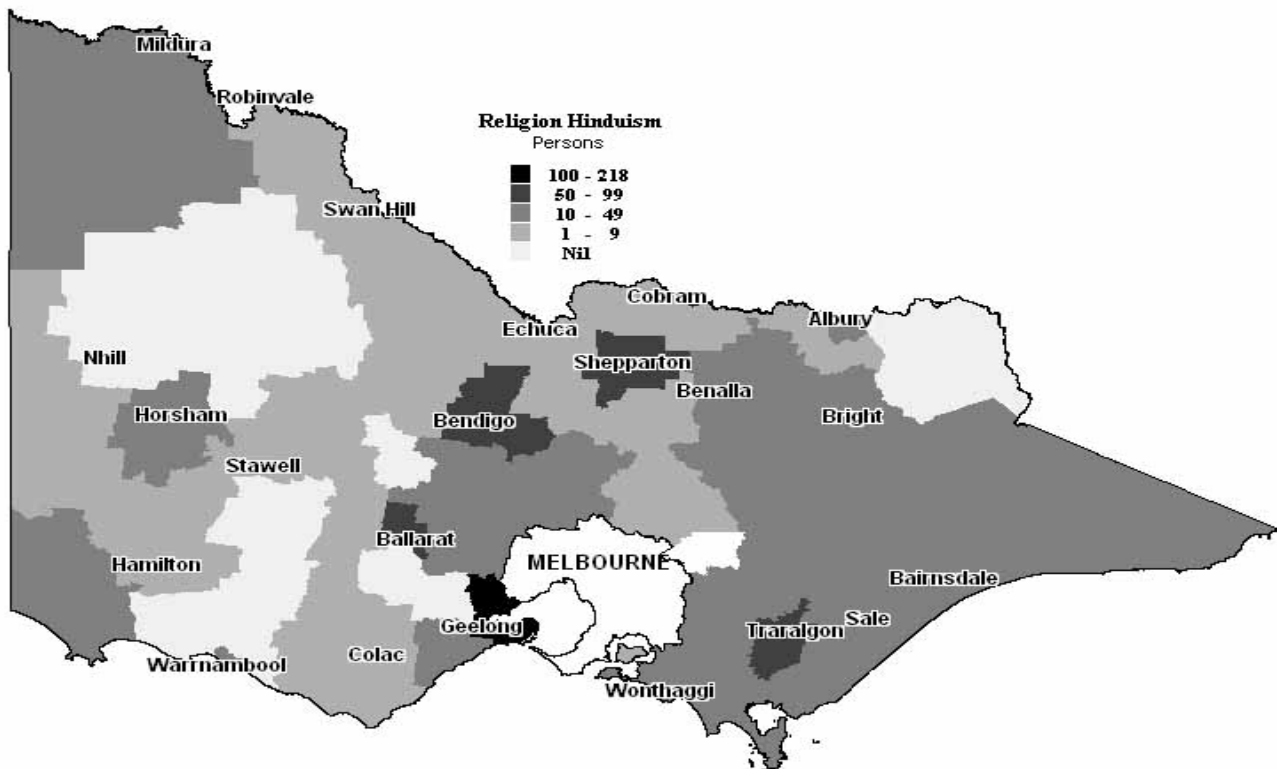 Mildura
Robinvale
Religion Hinduism
Persons
100 - 218
50 - 99
10 - 49
1 - 9
Nil
Swan Hill
Cobram
Albury
Echuca
Nhill
Shepparton
Benalla
Horsham
Bendigo
Bright
Stawell
Ballarat
Hamilton
MELBOURNE
Bairnsdale
Geelong
Traralgon
Sale
Colac
Warrnambool
Wonthaggi